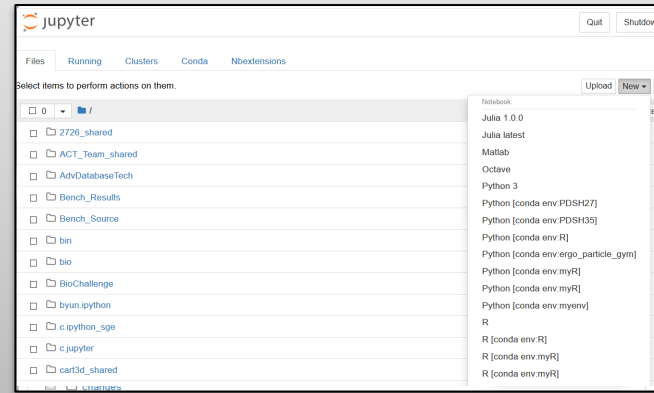 jupyter
Quit Shutdow
Files Running Clusters Conda Nbextensions
Select items to perform actions on them.
Upload New
0 /
Notebook:
Julia 1.0.0
Julia latest
Matlab
Octave
Python 3
Python [conda env:PDSH27]
Python [conda env:PDSH35]
Python [conda env:R]
Python [conda env:ergo_particle_gym]
Python [conda env:myR]
Python [conda env:myR]
Python [conda env:myenv]
R
R [conda env:R]
R [conda env:myR]
R [conda env:myR]
2726_shared
ACT_Team_shared
AdvDatabaseTech
Bench_Results
Bench_Source
bin
bio
BioChallenge
byun.ipython
c.ipython_sge
c.jupyter
cart3d_shared
changes